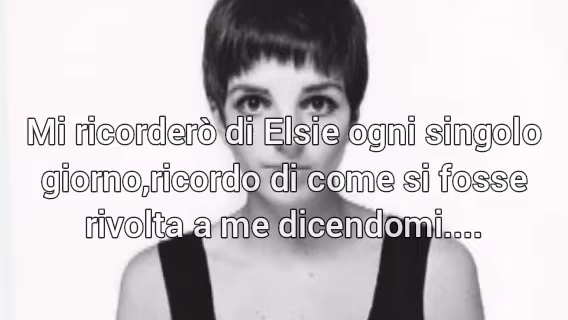 Mi ricorderò di Elsie ogni singolo
giorno,ricordo di come si fosse
rivolta a me dicendomi....